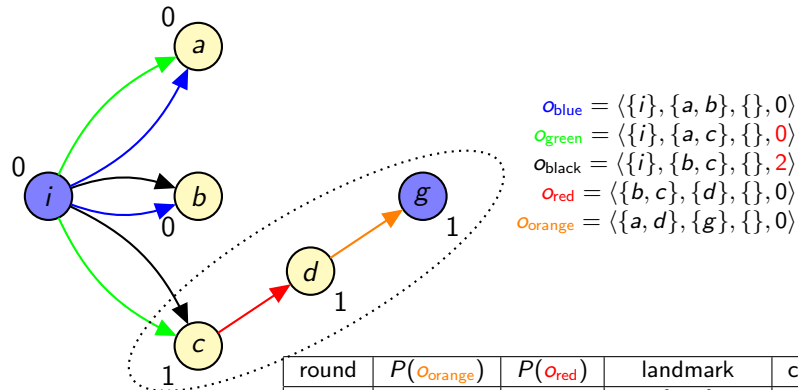 0
a
o_blue = ⟨{i}, {a, b}, {}, 0⟩
o_green = ⟨{i}, {a, c}, {}, 0⟩
o_black = ⟨{i}, {b, c}, {}, 2⟩
o_red = ⟨{b, c}, {d}, {}, 0⟩
o_orange = ⟨{a, d}, {g}, {}, 0⟩
0
i
b
0
g
1
d
1
c
1
round P(o_orange) P(o_red) landmark c